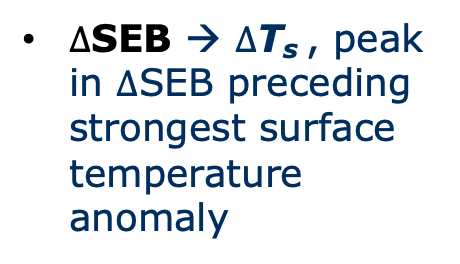 • ΔSEB → ΔTₛ , peak
in ΔSEB preceding
strongest surface
temperature
anomaly